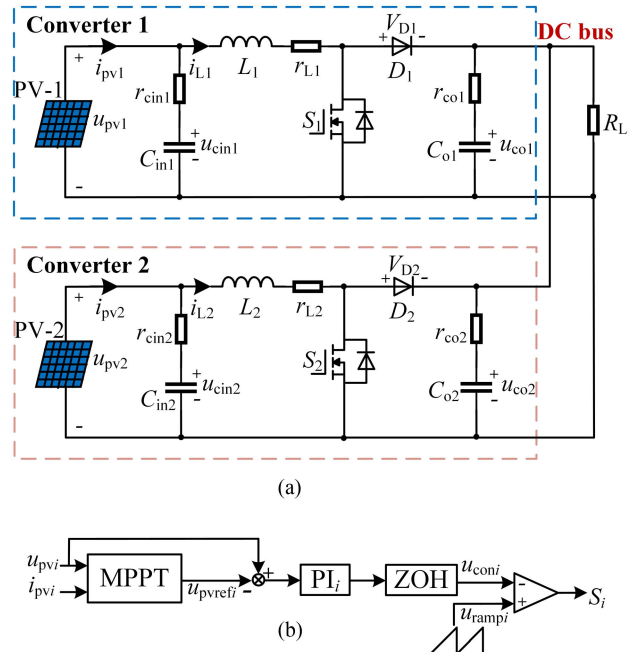 Converter 1
V_D1
DC bus
+ -
+ i_pv1 i_L1 L_1 r_L1 D_1
PV-1 r_cin1 r_co1
u_pv1 S_1 R_L
+ u_cin1 - C_in1
+ u_co1 - C_o1
-
Converter 2
V_D2
+ -
+ i_pv2 i_L2 L_2 r_L2 D_2
PV-2 r_cin2 r_co2
u_pv2 S_2
+ u_cin2 - C_in2
+ u_co2 - C_o2
-
(a)
u_pvi
i_pvi
MPPT
u_pvrefi
+
-
PI_i
ZOH
u_coni
-
+
S_i
u_rampi
(b)